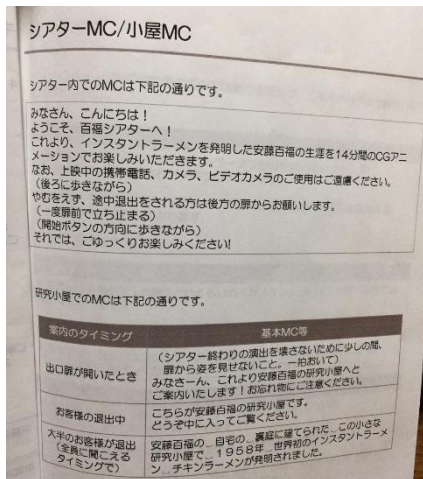 シアターMC/小屋MC
シアター内でのMCは下記の通りです。
みなさん、こんにちは！
ようこそ、百福シアターへ！
これより、インスタントラーメンを発明した安藤百福の生涯を14分間のCGアニ
メーションでお楽しみいただきます。
なお、上映中の携帯電話、カメラ、ビデオカメラのご使用はご遠慮ください。
（後ろに歩きながら）
やむをえず、途中退出をされる方は後方の扉からお願いします。
（一度扉前で立ち止まる）
（開始ボタンの方向に歩きながら）
それでは、ごゆっくりお楽しみください!
研究小屋でのMCは下記の通りです。
案内のタイミング
基本MC等
出口扉が開いたとき
（シアター終わりの演出を壊さないために少しの間、
扉から姿を見せないこと。一拍おいて）
みなさーん、これより安藤百福の研究小屋へと
ご案内いたします！お忘れ物にご注意ください。
お客様の退出中
こちらが安藤百福の研究小屋です。
どうぞ中に入ってご覧ください。
大半のお客様が退出
（全員に聞こえる
タイミングで）
安藤百福の＿自宅の＿裏庭に建てられた＿この小さな
研究小屋で＿１９５８年＿世界初のインスタントラーメ
ン＿チキンラーメンが発明されました。